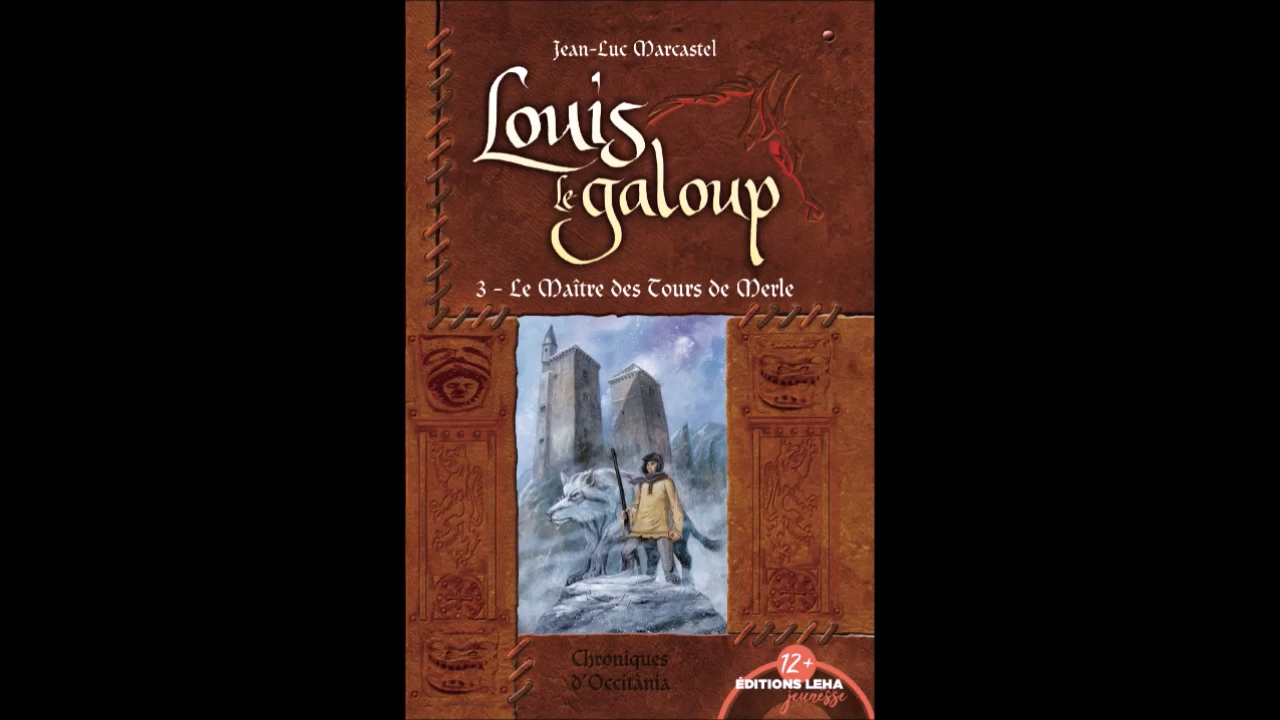 Jean-Luc Marcastel
Louis
Le galoup
3 - Le Maître des Tours de Merle
Chroniques
d'Occitània
12+
ÉDITIONS LEHA
jeunesse